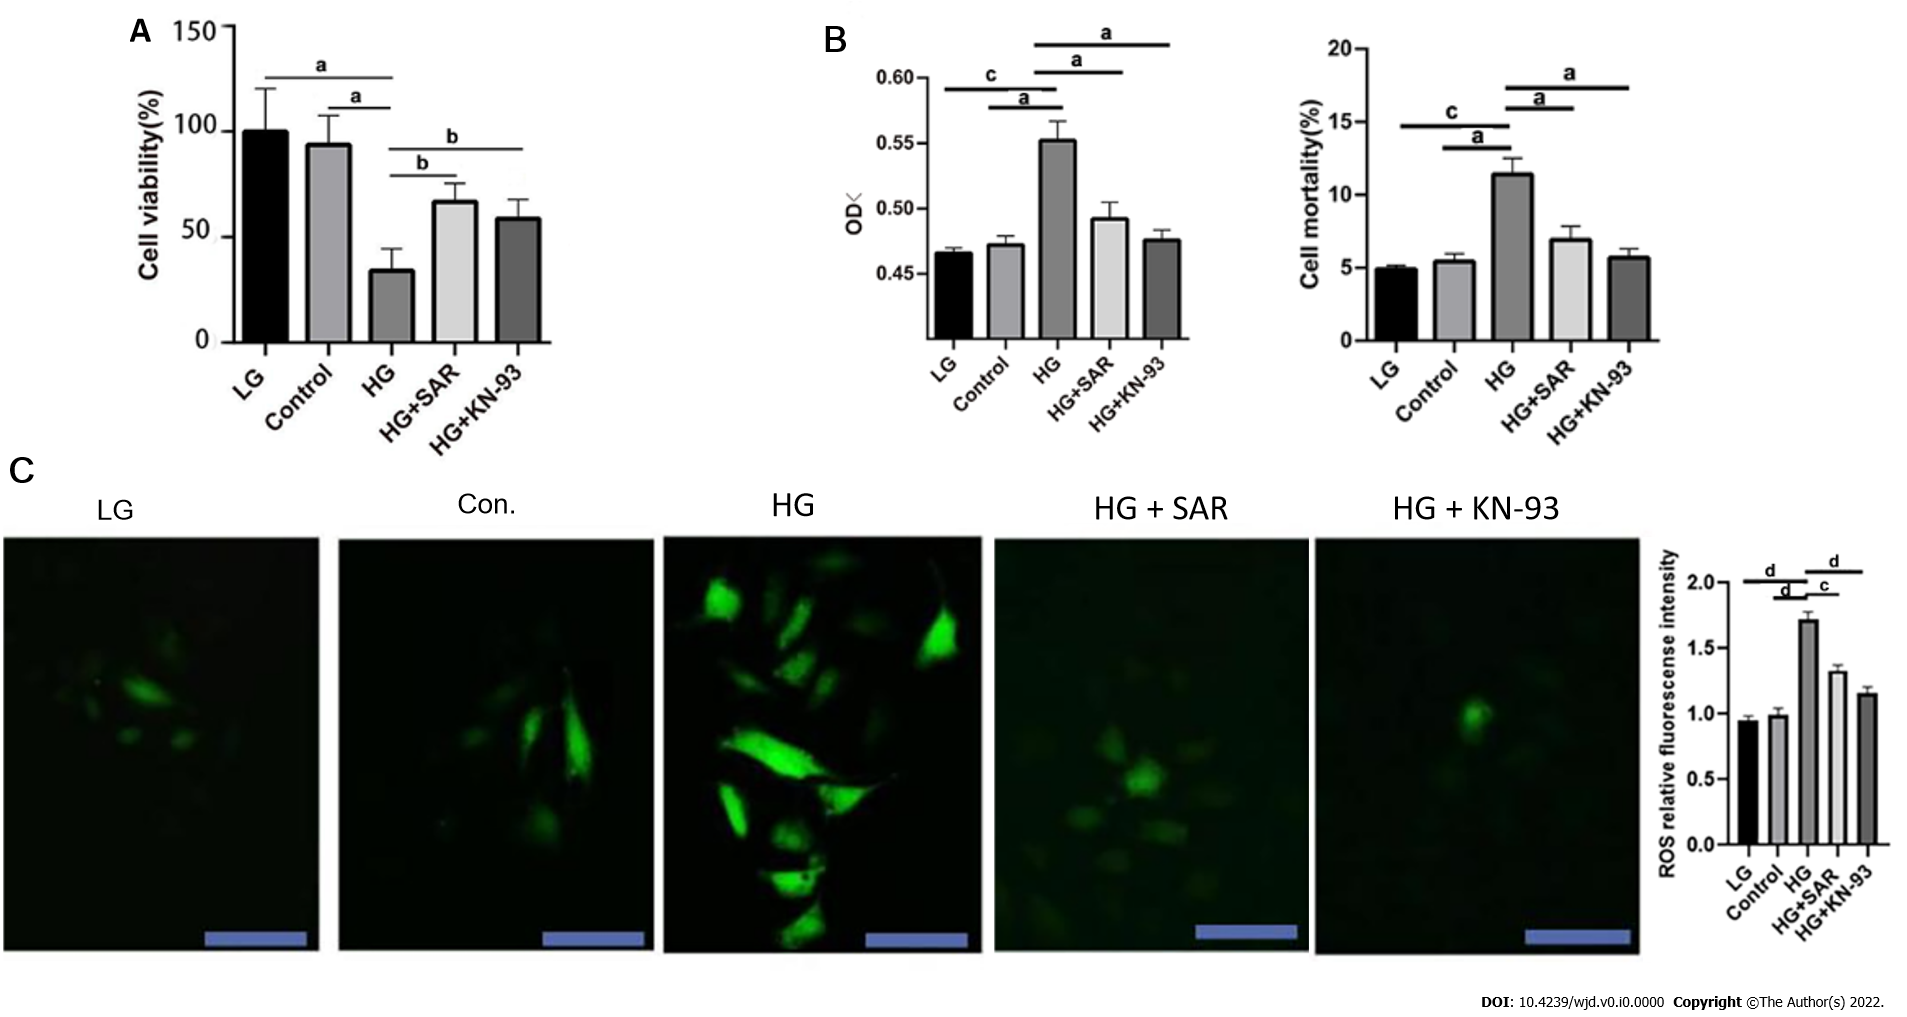 A
Cell viability(%)
150
100
50
0
a
a
b
b
LG
Control
HG
HG+SAR
HG+KN-93
B
OD
0.60
0.55
0.50
0.45
a
a
c
a
LG
Control
HG
HG+SAR
HG+KN-93
Cell mortality(%)
20
15
10
5
0
a
a
c
a
LG
Control
HG
HG+SAR
HG+KN-93
C
LG
Con.
HG
HG + SAR
HG + KN-93
ROS relative fluorescense intensity
2.0
1.5
1.0
0.5
0.0
d
d
d
c
LG
Control
HG
HG+SAR
HG+KN-93
DOI: 10.4239/wjd.v0.i0.0000 Copyright ©The Author(s) 2022.